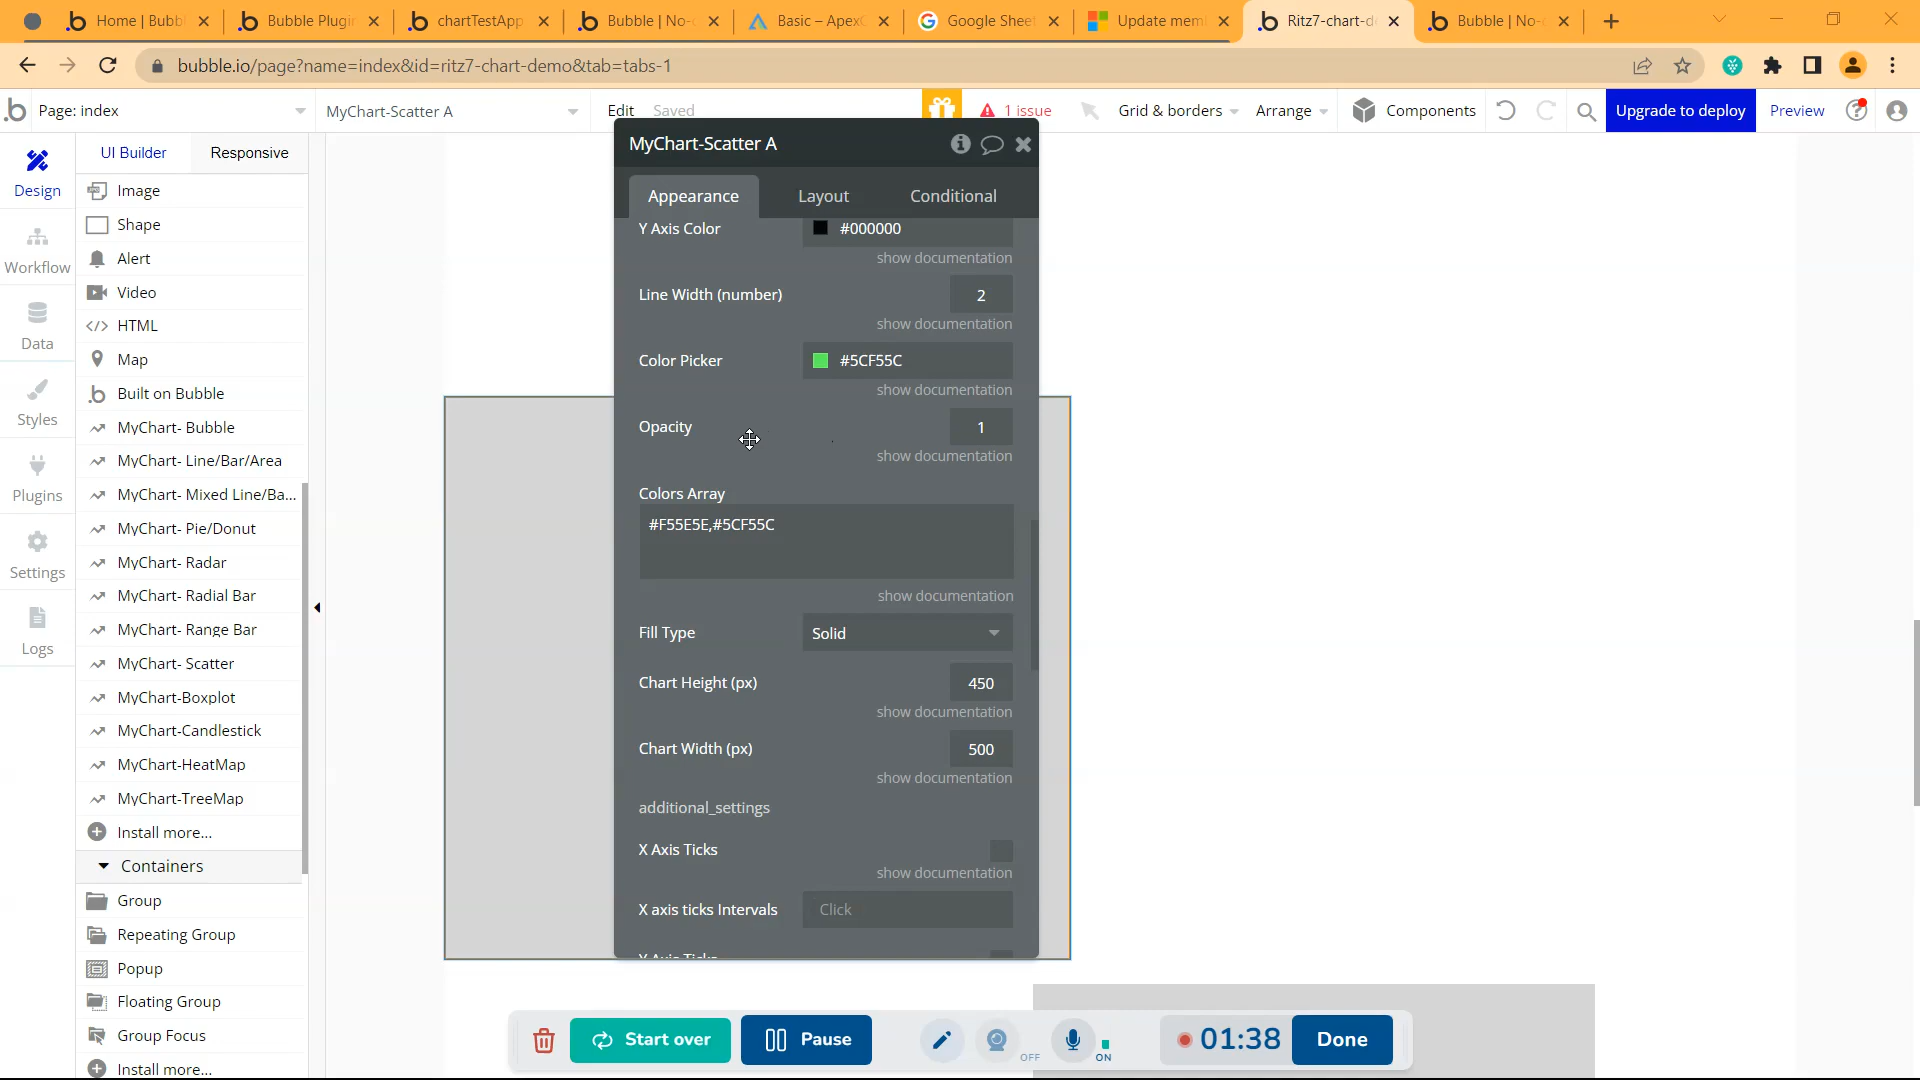 Home | Bubb
Bubble Plugi
chartTestApp
Bubble | No-
Basic – ApexC
Google Shee
Update mem
Ritz7-chart-d
Bubble | No-
bubble.io/page?name=index&id=ritz7-chart-demo&tab=tabs-1
Page: index
MyChart-Scatter A
Edit
Saved
1 issue
Grid & borders
Arrange
Components
Upgrade to deploy
Preview
UI Builder
Responsive
Design
Workflow
Data
Styles
Plugins
Settings
Logs
Image
Shape
Alert
Video
HTML
Map
Built on Bubble
MyChart- Bubble
MyChart- Line/Bar/Area
MyChart- Mixed Line/Ba...
MyChart- Pie/Donut
MyChart- Radar
MyChart- Radial Bar
MyChart- Range Bar
MyChart- Scatter
MyChart-Boxplot
MyChart-Candlestick
MyChart-HeatMap
MyChart-TreeMap
Install more...
Containers
Group
Repeating Group
Popup
Floating Group
Group Focus
Install more...
MyChart-Scatter A
Appearance
Layout
Conditional
Y Axis Color
#000000
show documentation
Line Width (number)
2
show documentation
Color Picker
#5CF55C
show documentation
Opacity
1
show documentation
Colors Array
#F55E5E,#5CF55C
show documentation
Fill Type
Solid
Chart Height (px)
450
show documentation
Chart Width (px)
500
show documentation
additional_settings
X Axis Ticks
show documentation
X axis ticks Intervals
Click
Y Axis Ticks
Start over
Pause
OFF
ON
01:38
Done